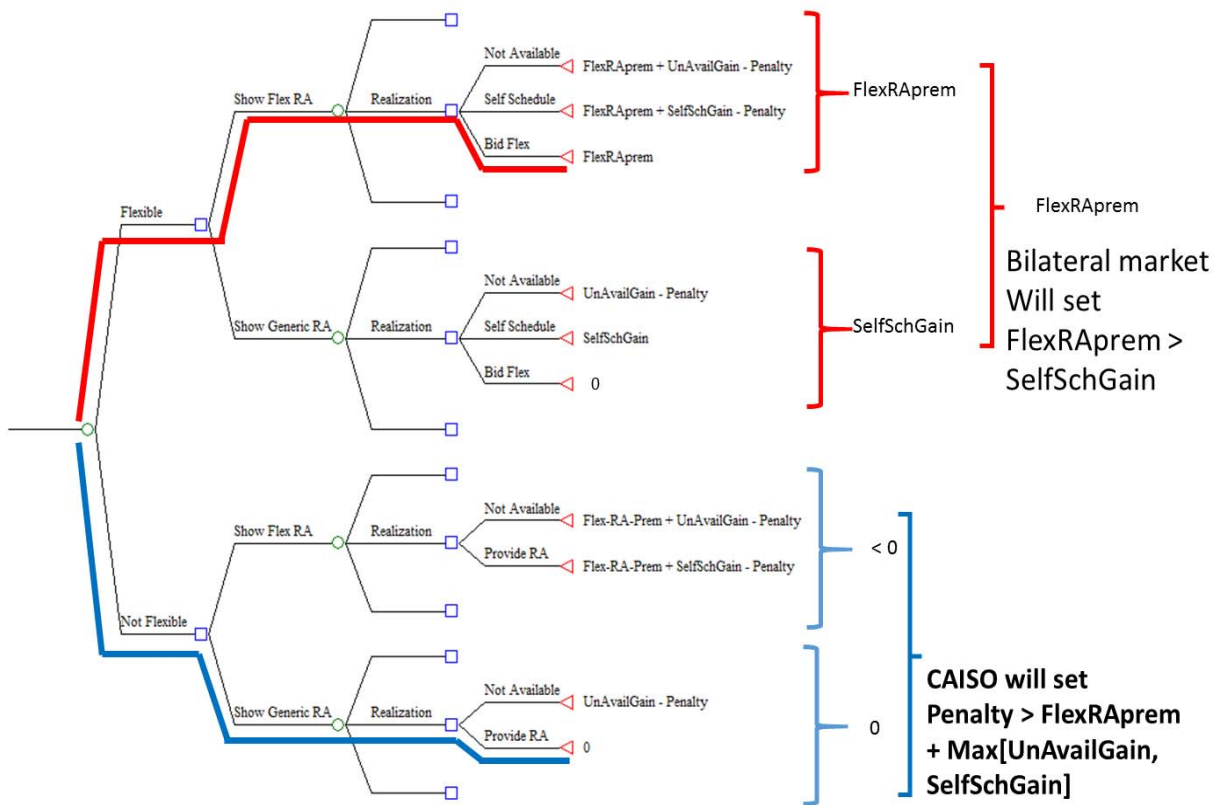 Not Available
FlexRAprem + UnAvailGain - Penalty
Show Flex RA
Realization
Self Schedule
FlexRAprem + SelfSchGain - Penalty
Bid Flex
FlexRAprem
FlexRAprem
Flexible
FlexRAprem
Bilateral market
Will set
FlexRAprem >
SelfSchGain
Not Available
UnAvailGain - Penalty
Show Generic RA
Realization
Self Schedule
SelfSchGain
Bid Flex
0
SelfSchGain
Not Available
Flex-RA-Prem + UnAvailGain - Penalty
Show Flex RA
Realization
Provide RA
Flex-RA-Prem + SelfSchGain - Penalty
< 0
Not Flexible
Not Available
UnAvailGain - Penalty
Show Generic RA
Realization
Provide RA
0
0
CAISO will set
Penalty > FlexRAprem
+ Max[UnAvailGain,
SelfSchGain]